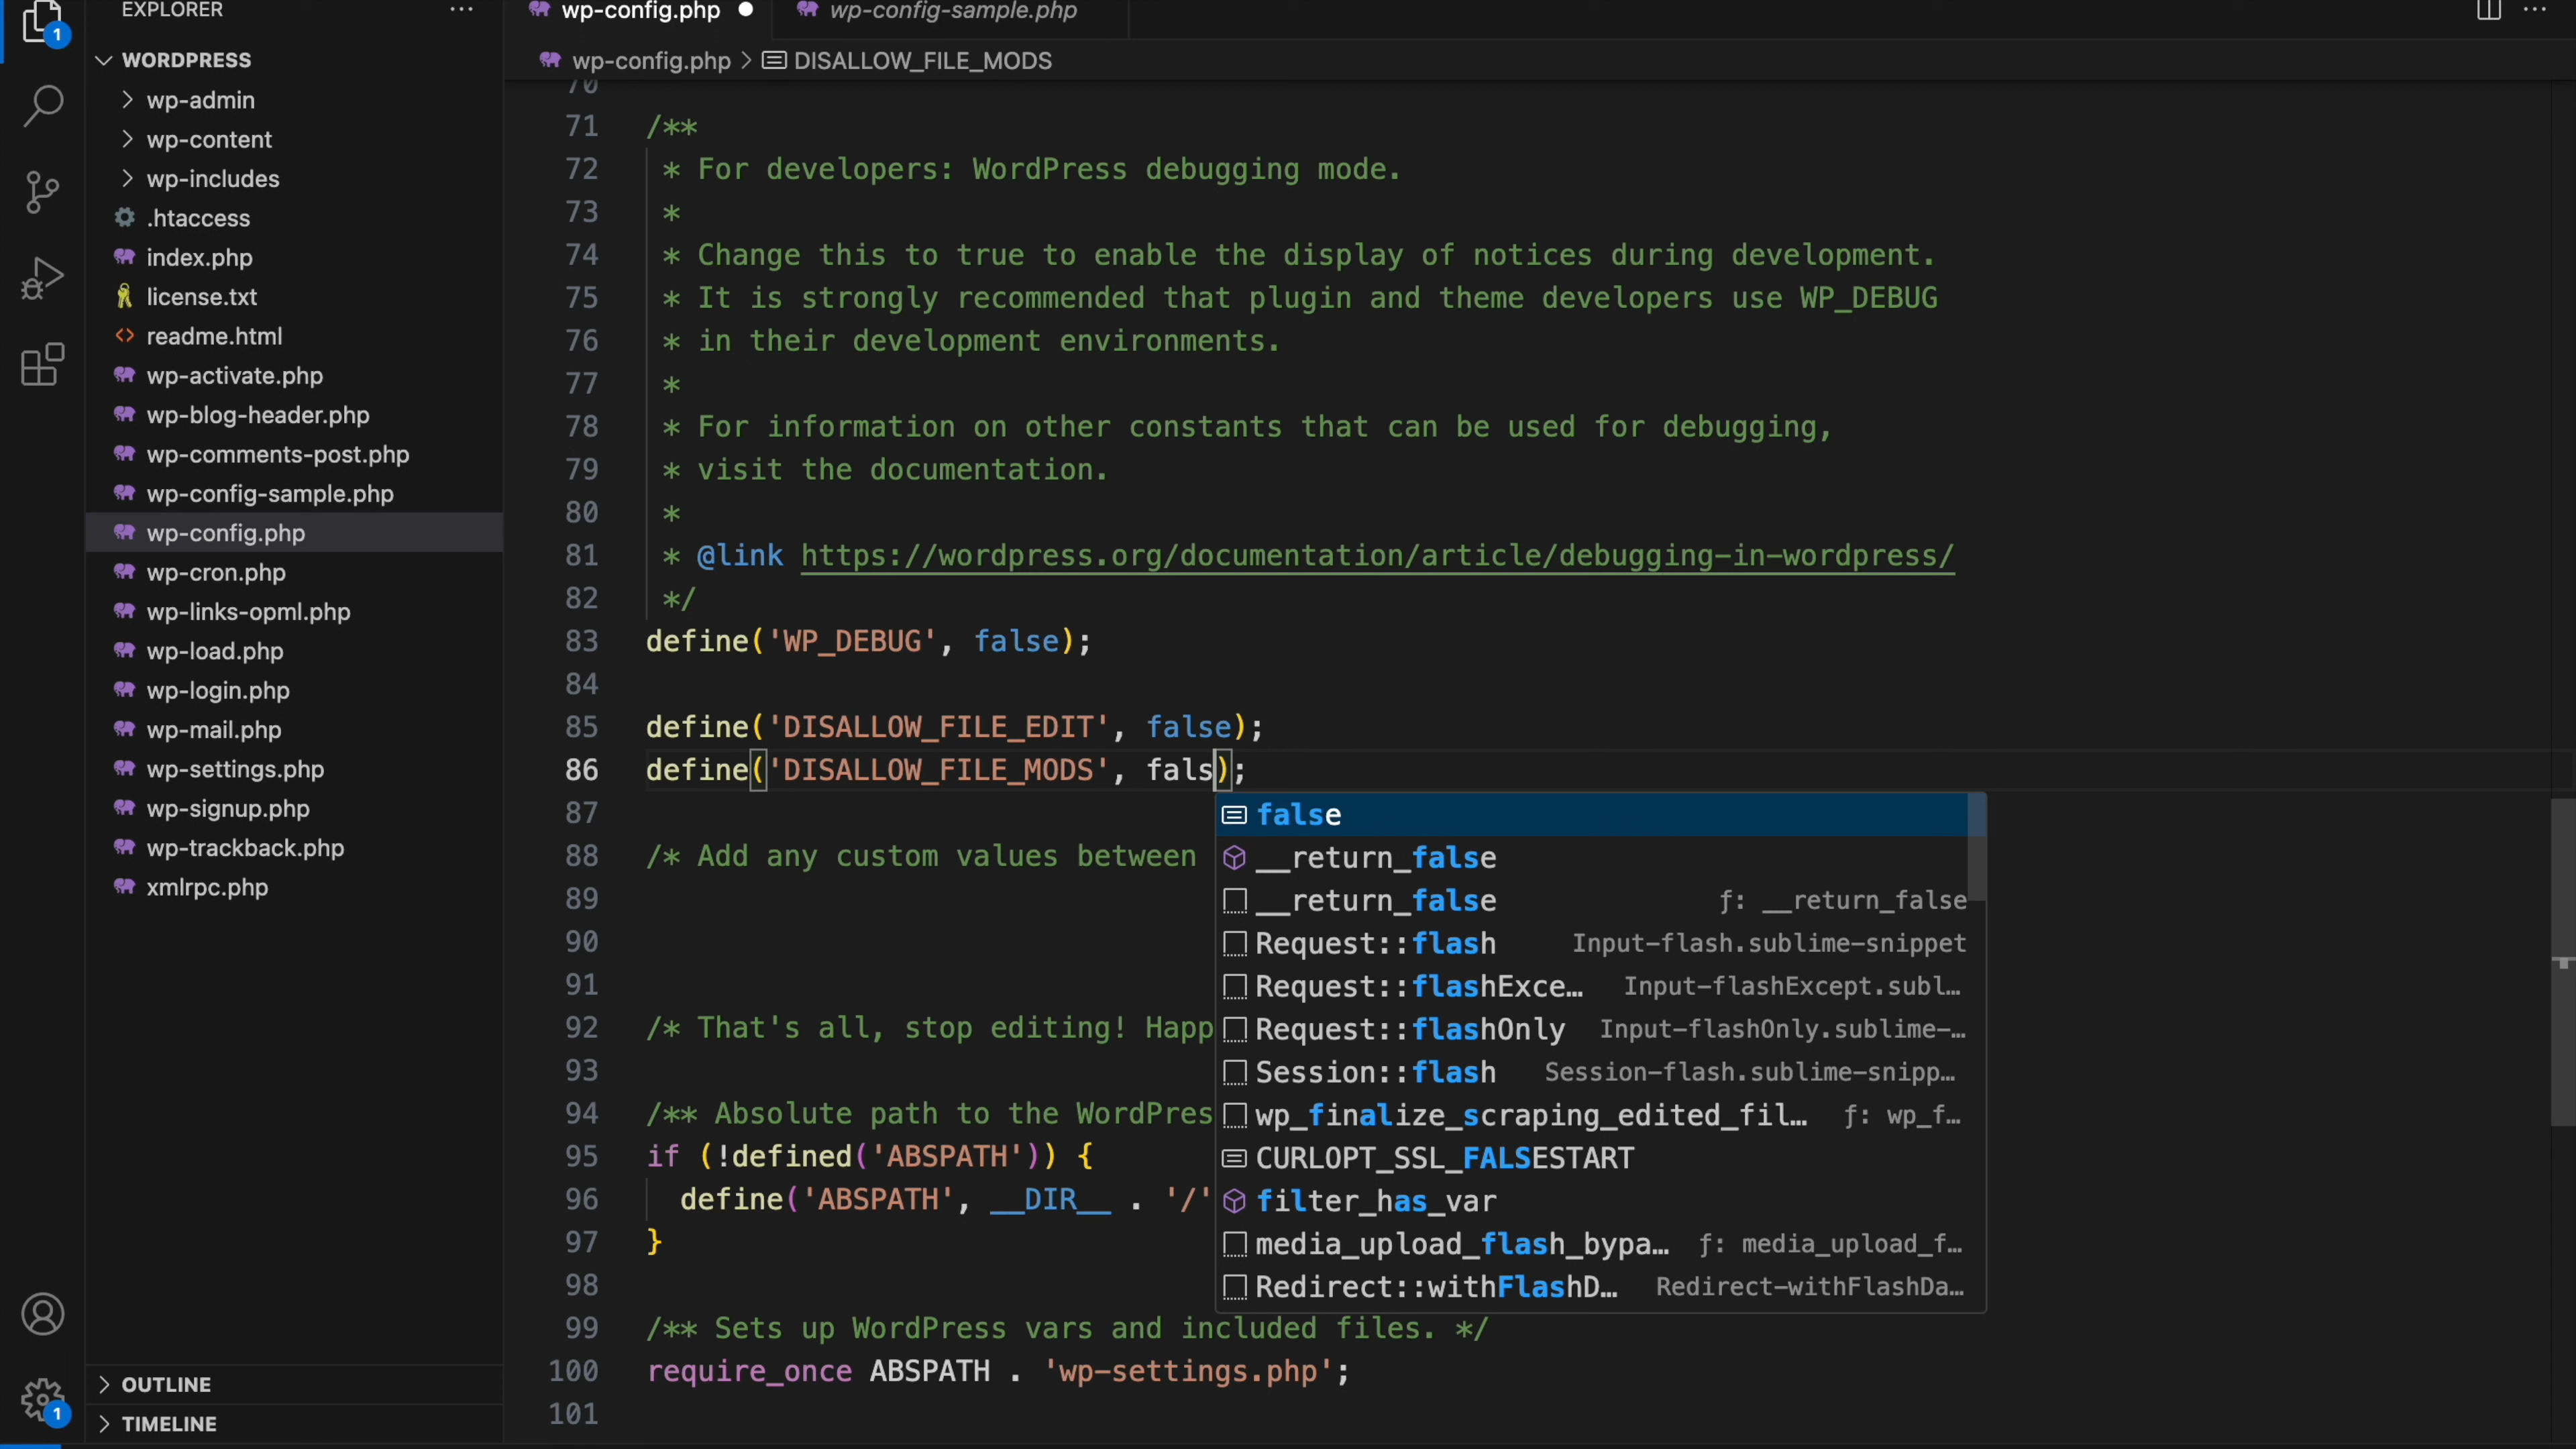 EXPLORER
WORDPRESS
wp-admin
wp-content
wp-includes
.htaccess
index.php
license.txt
readme.html
wp-activate.php
wp-blog-header.php
wp-comments-post.php
wp-config-sample.php
wp-config.php
wp-cron.php
wp-links-opml.php
wp-load.php
wp-login.php
wp-mail.php
wp-settings.php
wp-signup.php
wp-trackback.php
xmlrpc.php
OUTLINE
TIMELINE
1
1
wp-config.php
wp-config-sample.php
wp-config.php > DISALLOW_FILE_MODS
70
71 /**
72 * For developers: WordPress debugging mode.
73 *
74 * Change this to true to enable the display of notices during development.
75 * It is strongly recommended that plugin and theme developers use WP_DEBUG
76 * in their development environments.
77 *
78 * For information on other constants that can be used for debugging,
79 * visit the documentation.
80 *
81 * @link https://wordpress.org/documentation/article/debugging-in-wordpress/
82 */
83 define('WP_DEBUG', false);
84
85 define('DISALLOW_FILE_EDIT', false);
86 define('DISALLOW_FILE_MODS', fals);
87
88 /* Add any custom values between
89
90
91
92 /* That's all, stop editing! Happ
93
94 /** Absolute path to the WordPres
95 if (!defined('ABSPATH')) {
96 define('ABSPATH', __DIR__ . '/'
97 }
98
99 /** Sets up WordPress vars and included files. */
100 require_once ABSPATH . 'wp-settings.php';
101
false
__return_false
__return_false ƒ: __return_false
Request::flash Input-flash.sublime-snippet
Request::flashExce… Input-flashExcept.subl…
Request::flashOnly Input-flashOnly.sublime-…
Session::flash Session-flash.sublime-snipp…
wp_finalize_scraping_edited_fil… ƒ: wp_f…
CURLOPT_SSL_FALSESTART
filter_has_var
media_upload_flash_bypa… ƒ: media_upload_f…
Redirect::withFlashD… Redirect-withFlashDa…